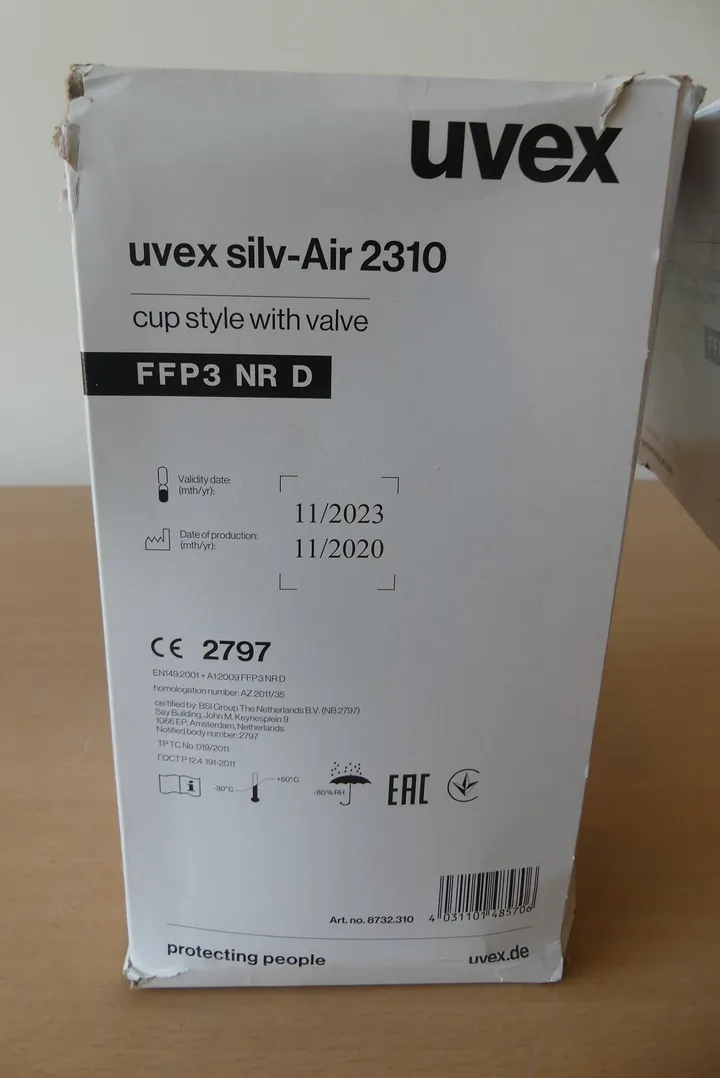 uvex
uvex silv-Air 2310
cup style with valve
FFP3 NR D
Validity date:
(mth/yr):
11/2023
Date of production:
(mth/yr):
11/2020
CE 2797
EN149:2001 + A1:2009 FFP3 NR D
homologation number: AZ 2011/35
certified by: BSI Group The Netherlands B.V. (NB 2797)
Say Building, John M. Keynesplein 9
1066 EP, Amsterdam, Netherlands
Notified body number: 2797
TP TC No. 019/2011
ГОСТ Р 12.4.191-2011
i
-30°C
+50°C
-80% RH
EAC
Art. no. 8732.310
4 031101 485706
protecting people
uvex.de